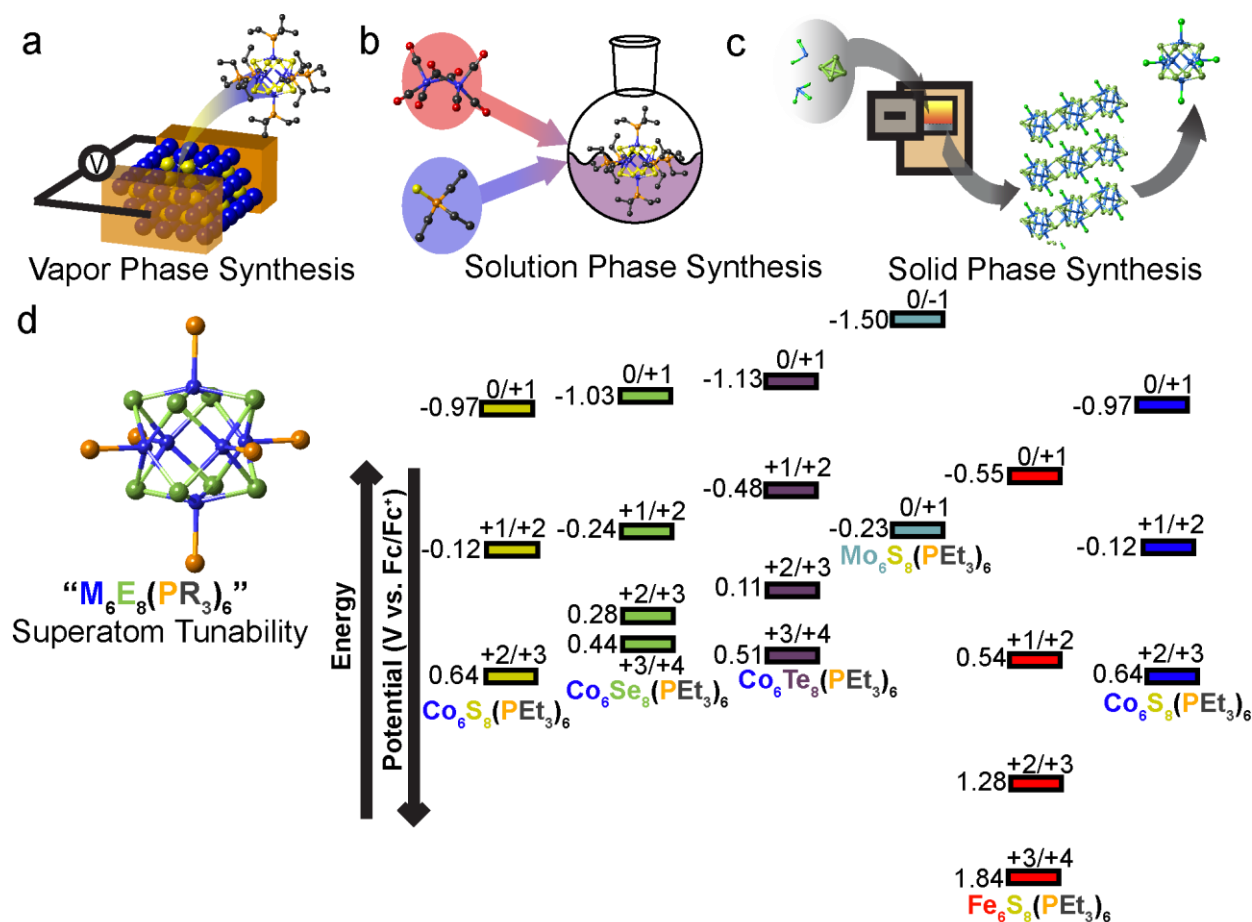 a
b
c
V
Vapor Phase Synthesis
Solution Phase Synthesis
Solid Phase Synthesis
d
“M₆E₈(PR₃)₆”
Superatom Tunability
Energy
Potential (V vs. Fc/Fc⁺)
-0.97 0/+1
-0.12 +1/+2
0.64 +2/+3
Co₆S₈(PEt₃)₆
-1.03 0/+1
-0.24 +1/+2
0.28 +2/+3
0.44 +3/+4
Co₆Se₈(PEt₃)₆
-1.13 0/+1
-0.48 +1/+2
0.11 +2/+3
0.51 +3/+4
Co₆Te₈(PEt₃)₆
-1.50 0/-1
-0.23 0/+1
Mo₆S₈(PEt₃)₆
-0.55 0/+1
0.54 +1/+2
1.28 +2/+3
1.84 +3/+4
Fe₆S₈(PEt₃)₆
-0.97 0/+1
-0.12 +1/+2
0.64 +2/+3
Co₆S₈(PEt₃)₆